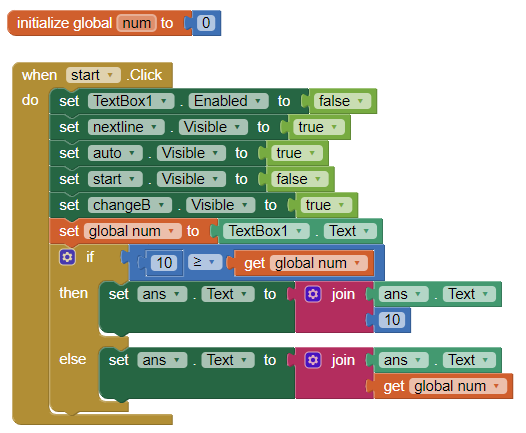 initialize global num to 0
when start .Click
do set TextBox1 . Enabled to false
set nextline . Visible to true
set auto . Visible to true
set start . Visible to false
set changeB . Visible to true
set global num to TextBox1 . Text
if 10 ≥ get global num
then set ans . Text to join ans . Text
10
else set ans . Text to join ans . Text
get global num